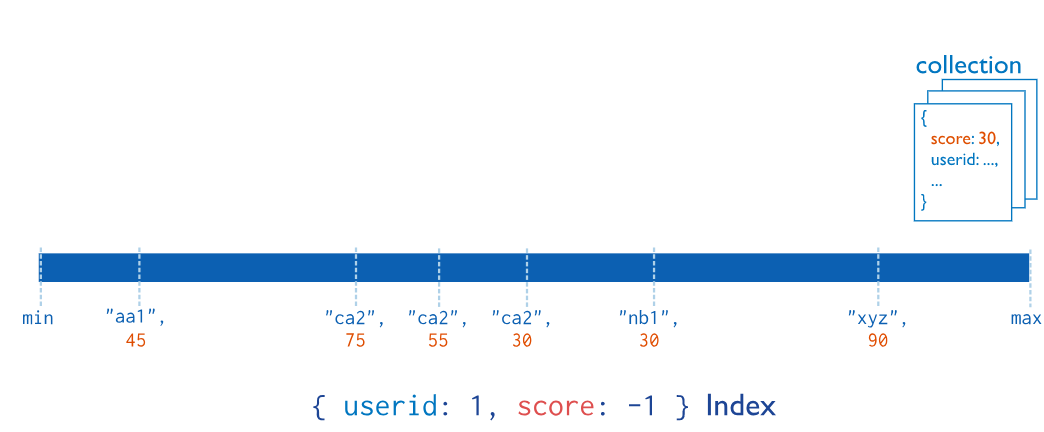 collection
{
score: 30,
userid: ...,
...
}
min "aa1", "ca2", "ca2", "ca2", "nb1", "xyz", max
45 75 55 30 30 90
{ userid: 1, score: -1 } Index